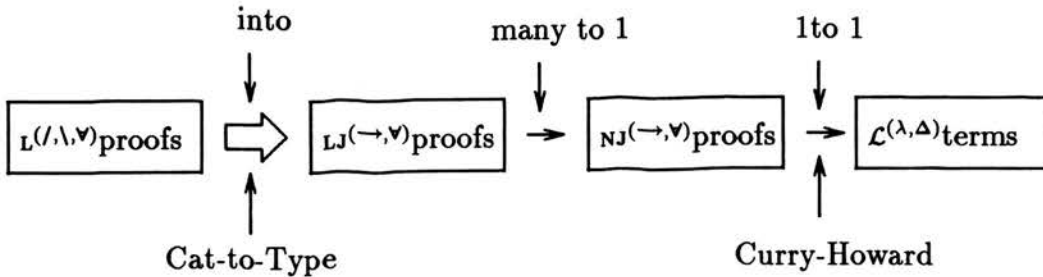 into many to 1 1to 1
L(/,\,∀)proofs LJ(→,∀)proofs NJ(→,∀)proofs ℒ(λ,Δ)terms
Cat-to-Type Curry-Howard